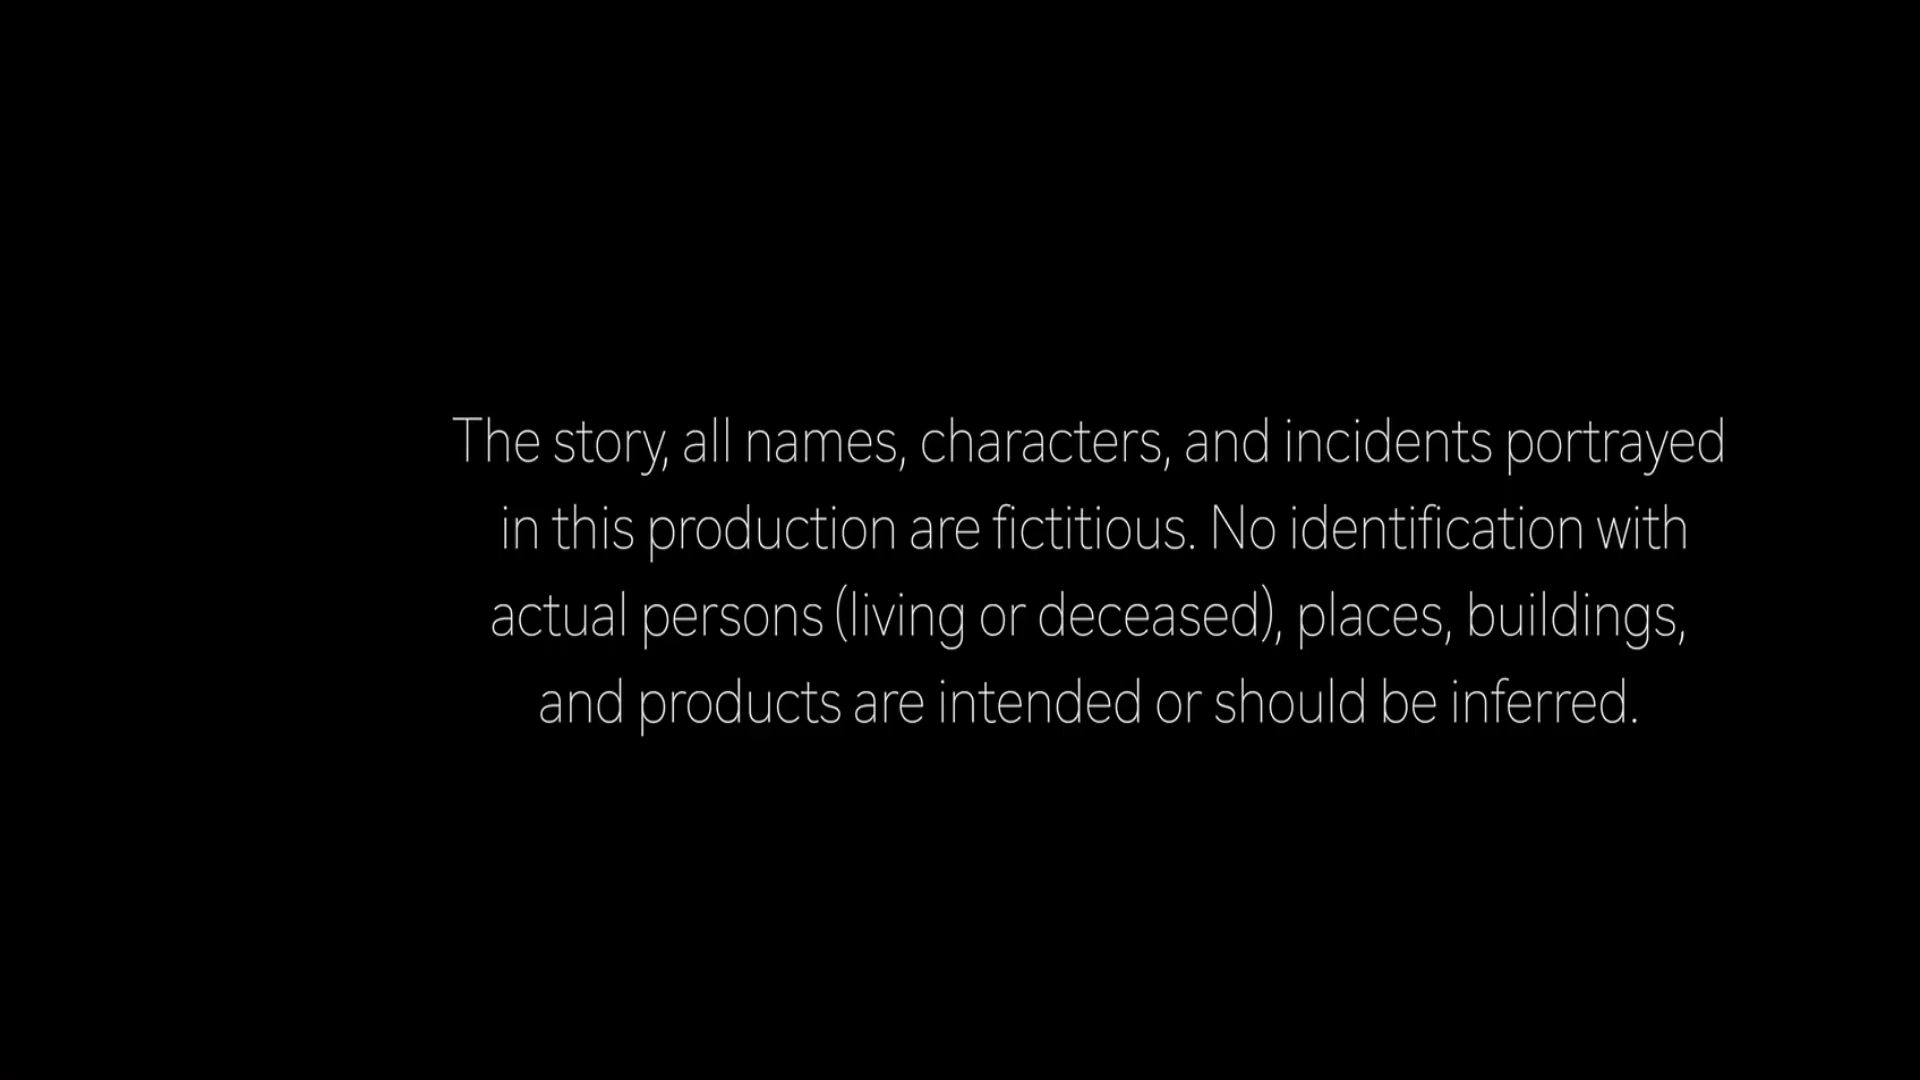 The story, all names, characters, and incidents portrayed
in this production are fictitious. No identification with
actual persons (living or deceased), places, buildings,
and products are intended or should be inferred.